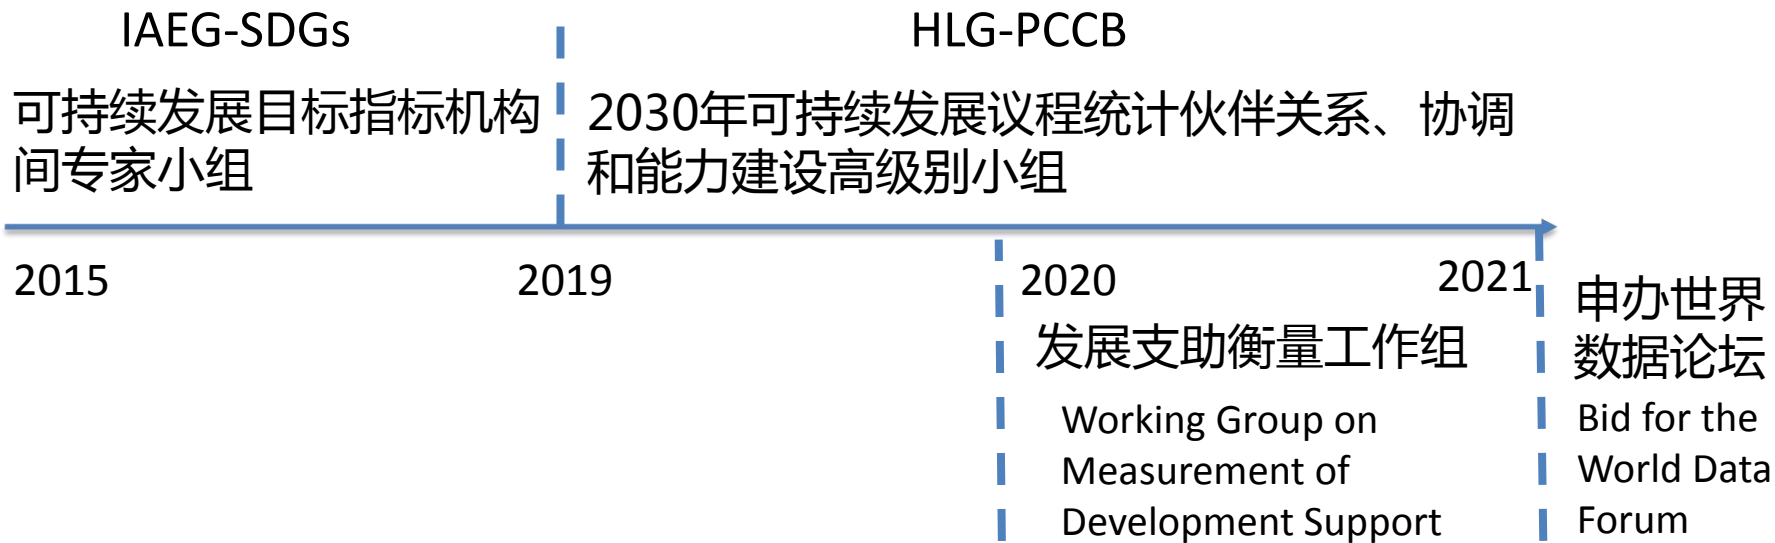 IAEG-SDGs
HLG-PCCB
可持续发展目标指标机构
间专家小组
2030年可持续发展议程统计伙伴关系、协调
和能力建设高级别小组
2015
2019
2020
2021
发展支助衡量工作组
Working Group on
Measurement of
Development Support
申办世界
数据论坛
Bid for the
World Data
Forum